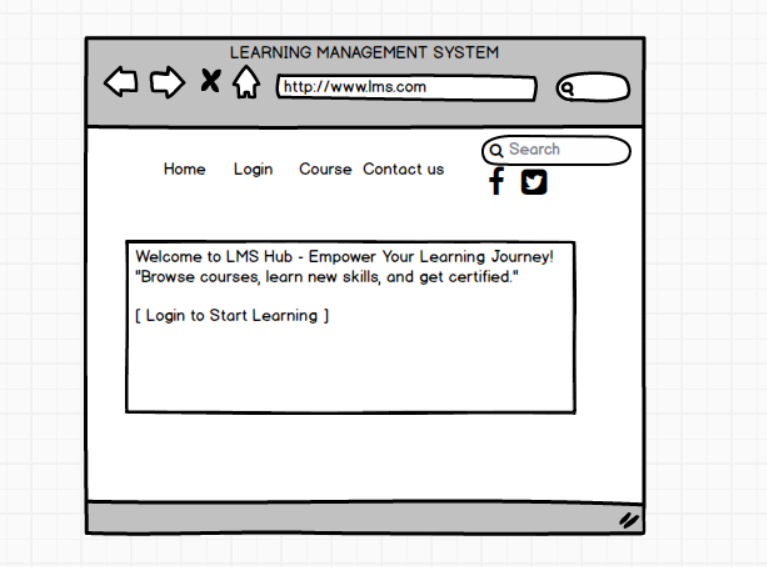 LEARNING MANAGEMENT SYSTEM
http://www.lms.com
Search
Home Login Course Contact us
Welcome to LMS Hub - Empower Your Learning Journey!
"Browse courses, learn new skills, and get certified."
[ Login to Start Learning ]